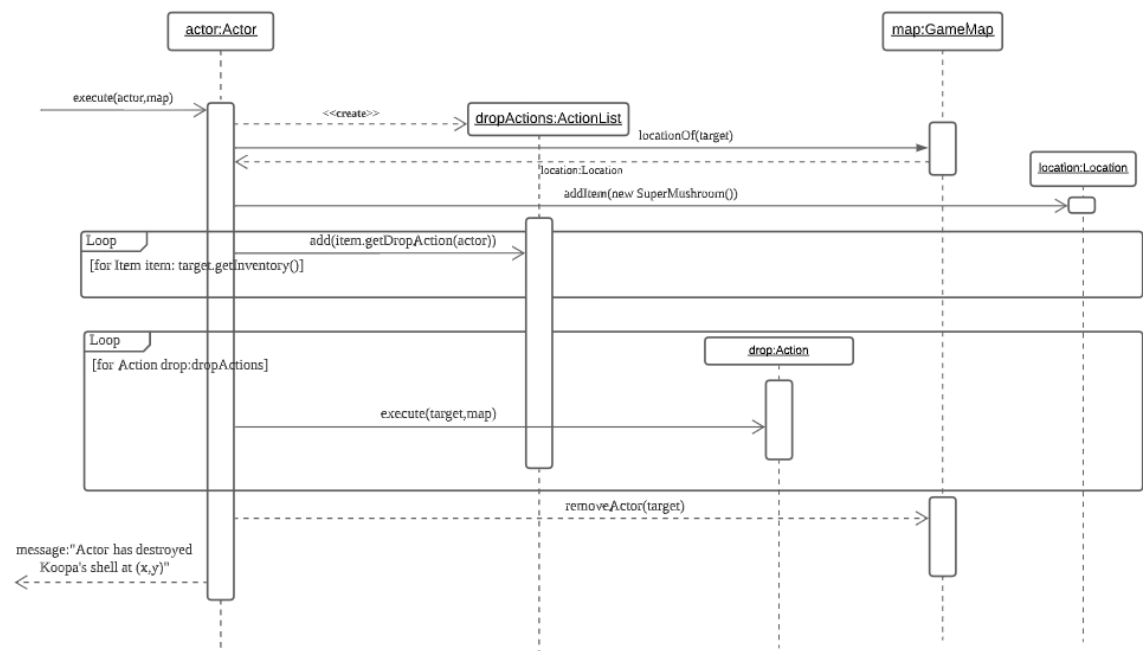 actor:Actor
map:GameMap
execute(actor,map)
<<create>>
dropActions:ActionList
locationOf(target)
location:Location
location:Location
addItem(new SuperMushroom())
Loop
add(item.getDropAction(actor))
[for Item item: target.getInventory()]
Loop
drop:Action
[for Action drop:dropActions]
execute(target,map)
removeActor(target)
message:"Actor has destroyed
Koopa's shell at (x,y)"